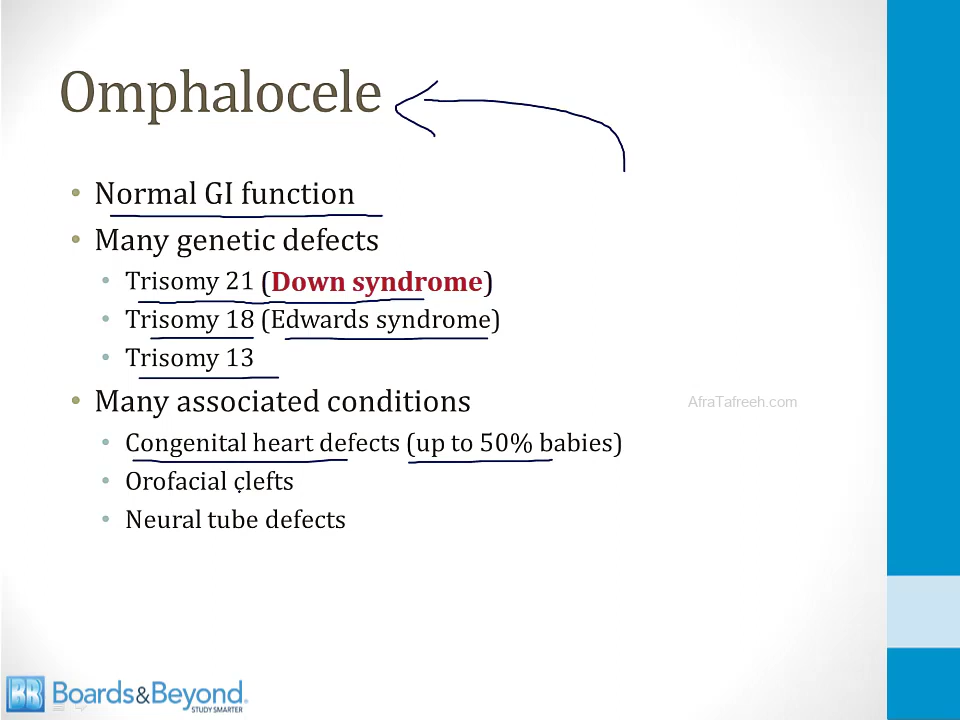 Omphalocele
• Normal GI function
• Many genetic defects
• Trisomy 21 (Down syndrome)
• Trisomy 18 (Edwards syndrome)
• Trisomy 13
• Many associated conditions
AfraTafreeh.com
• Congenital heart defects (up to 50% babies)
• Orofacial clefts
• Neural tube defects
BB Boards&Beyond.
STUDY SMARTER